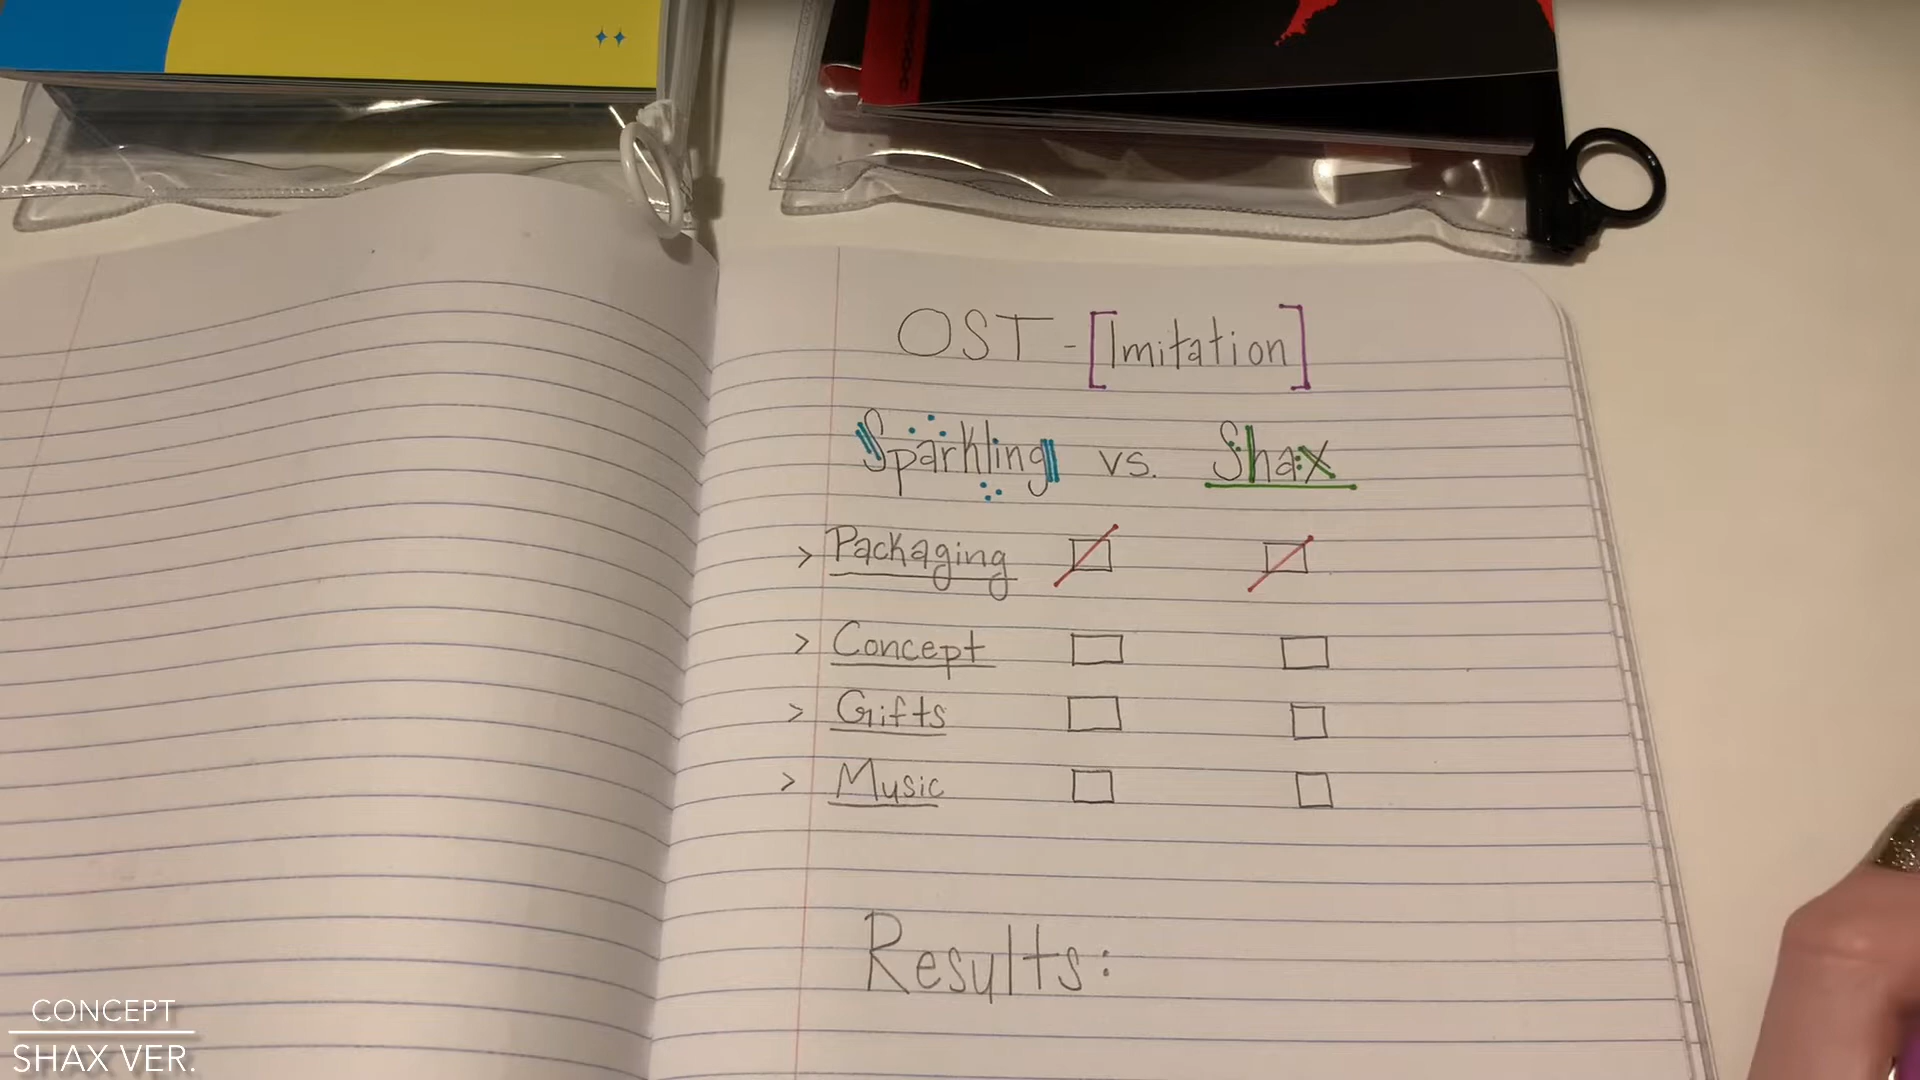 OST - [Imitation]
Sparkling vs. Shax
> Packaging
> Concept
> Gifts
> Music
Results:
CONCEPT
SHAX VER.